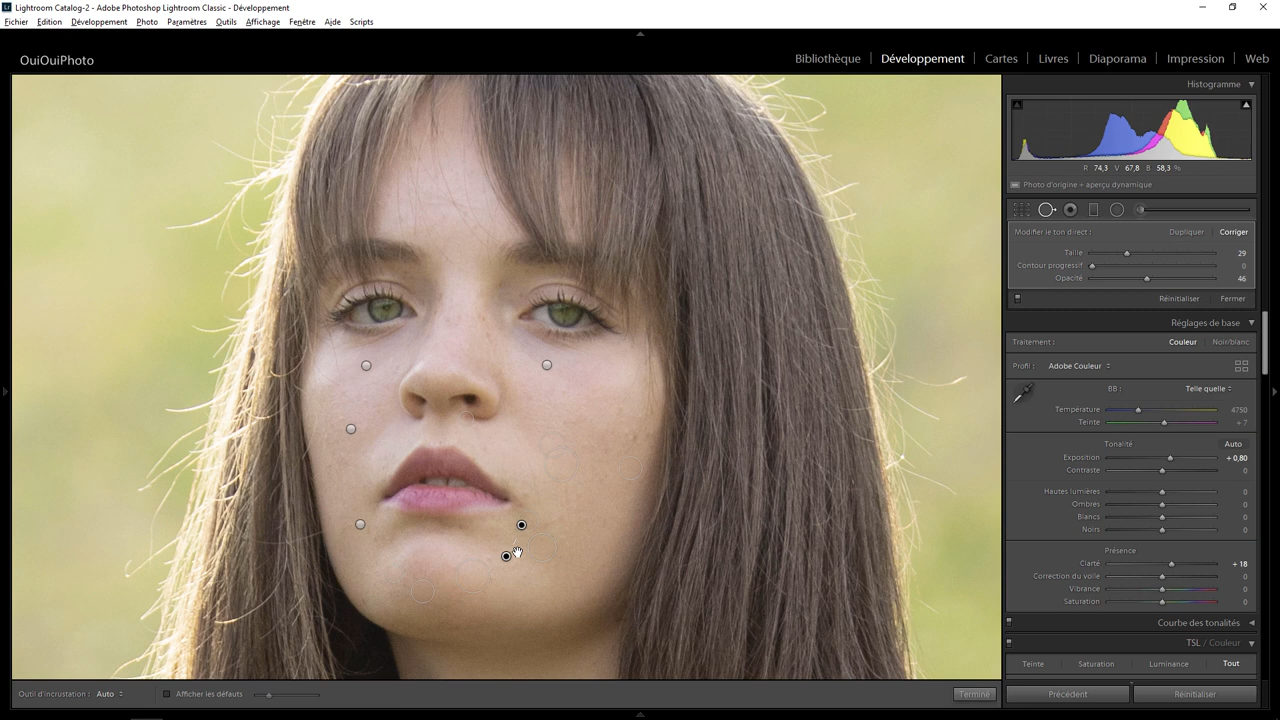 Lightroom Catalog-2 - Adobe Photoshop Lightroom Classic - Développement
Fichier Edition Développement Photo Paramètres Outils Affichage Fenêtre Aide Scripts
OuiOuiPhoto
Bibliothèque | Développement | Cartes | Livres | Diaporama | Impression | Web
Histogramme
R 74,3 V 67,8 B 58,3 %
Photo d'origine + aperçu dynamique
Modifier le ton direct : Dupliquer Corriger
Taille 29
Contour progressif 0
Opacité 46
Réinitialiser Fermer
Réglages de base
Traitement : Couleur | Noir/blanc
Profil : Adobe Couleur
BB : Telle quelle
Température 4750
Teinte + 7
Tonalité Auto
Exposition + 0,80
Contraste 0
Hautes lumières 0
Ombres 0
Blancs 0
Noirs 0
Présence
Clarté + 18
Correction du voile 0
Vibrance 0
Saturation 0
Courbe des tonalités
TSL / Couleur
Teinte Saturation Luminance Tout
Outil d'incrustation : Auto Afficher les défauts Terminé
Précédent Réinitialiser